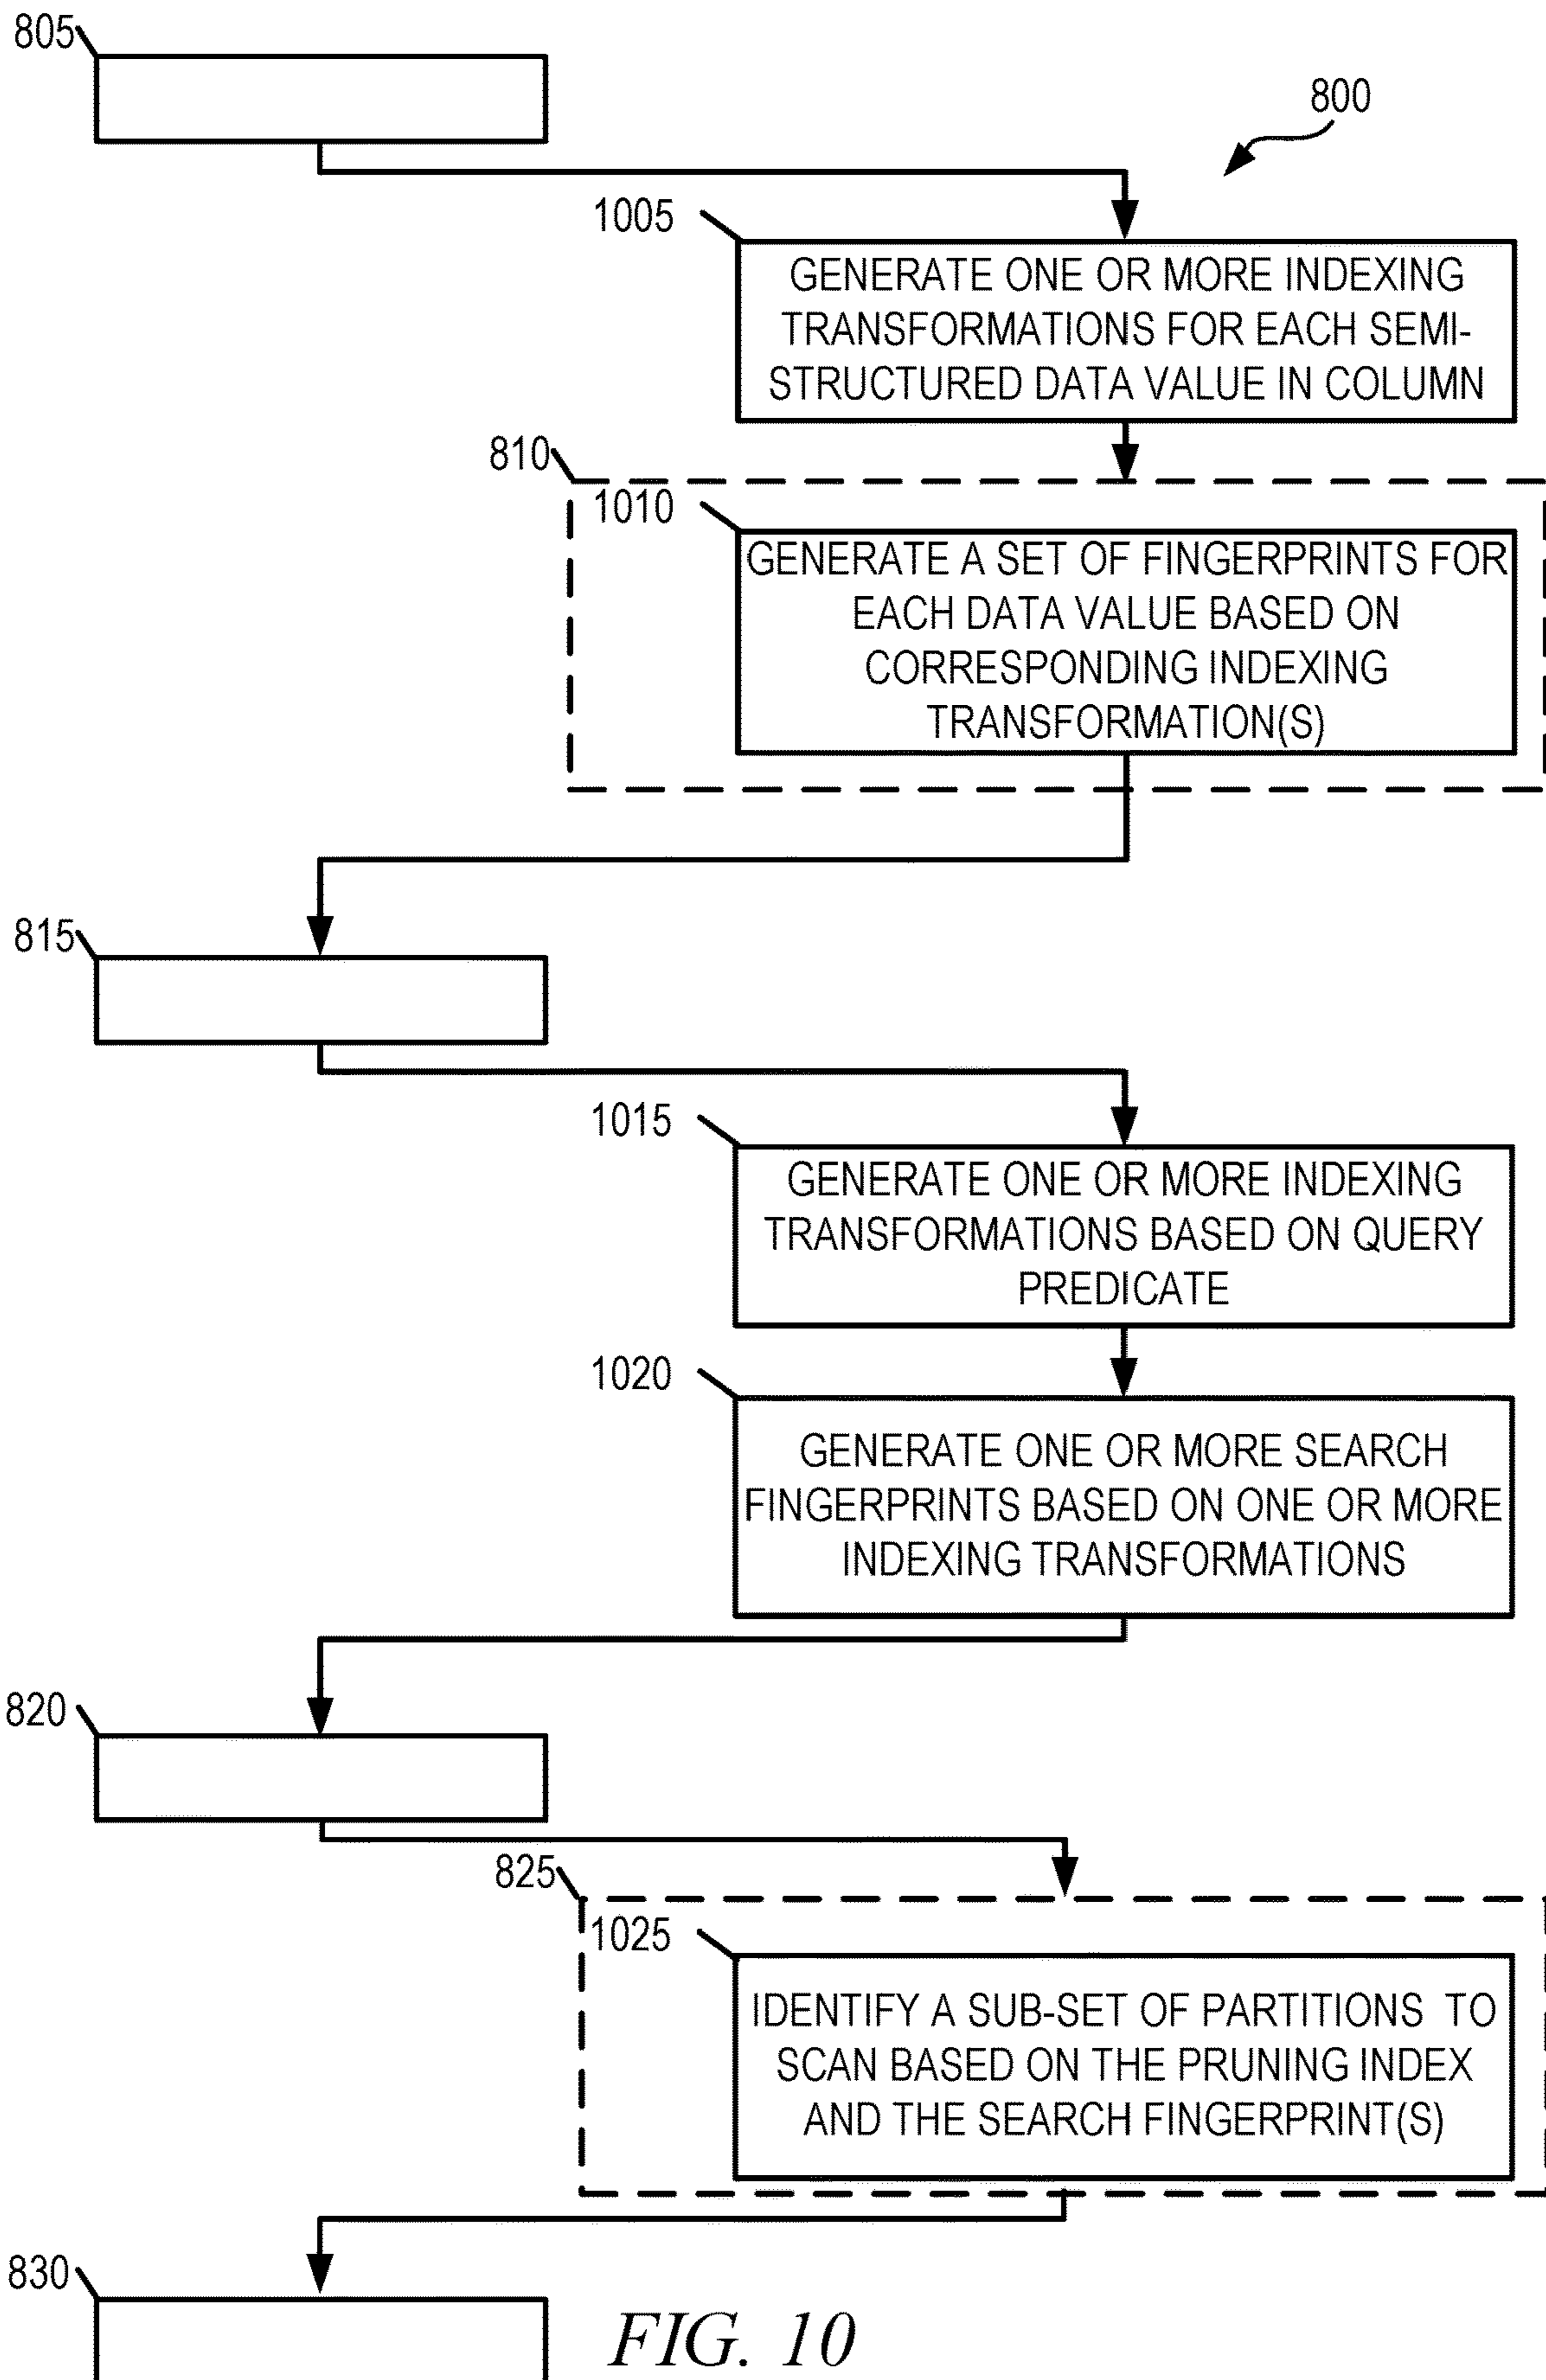 805
800
1005
GENERATE ONE OR MORE INDEXING
TRANSFORMATIONS FOR EACH SEMI-
STRUCTURED DATA VALUE IN COLUMN
810
1010
GENERATE A SET OF FINGERPRINTS FOR
EACH DATA VALUE BASED ON
CORRESPONDING INDEXING
TRANSFORMATION(S)
815
1015
GENERATE ONE OR MORE INDEXING
TRANSFORMATIONS BASED ON QUERY
PREDICATE
1020
GENERATE ONE OR MORE SEARCH
FINGERPRINTS BASED ON ONE OR MORE
INDEXING TRANSFORMATIONS
820
825
1025
IDENTIFY A SUB-SET OF PARTITIONS TO
SCAN BASED ON THE PRUNING INDEX
AND THE SEARCH FINGERPRINT(S)
830
FIG. 10